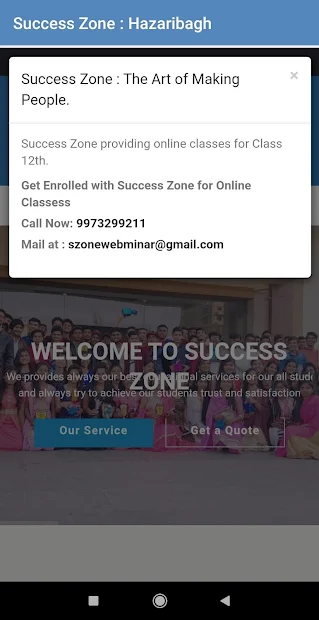 Success Zone : Hazaribagh
Success Zone : The Art of Making
People.
×
Success Zone providing online classes for Class
12th.
Get Enrolled with Success Zone for Online
Classess
Call Now: 9973299211
Mail at : szonewebminar@gmail.com
WELCOME TO SUCCESS
ZONE
We provides always our best educational services for our all stude
and always try to achieve our students trust and satisfaction
Our Service
Get a Quote